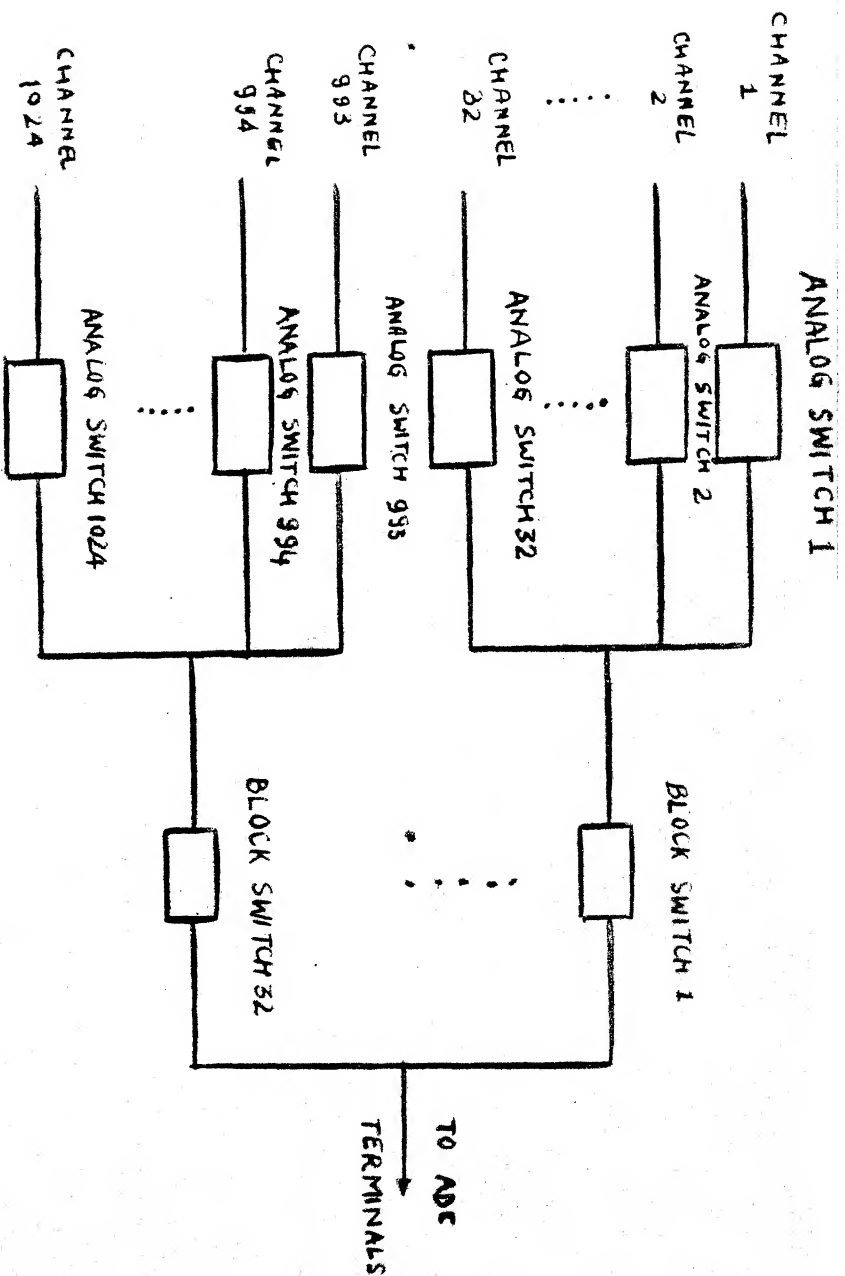 ANALOG SWITCH 1
CHANNEL
1
CHANNEL
2
ANALOG SWITCH 2
BLOCK SWITCH 1
CHANNEL
32
ANALOG SWITCH 32
TO ADC
TERMINALS
CHANNEL
993
ANALOG SWITCH 993
CHANNEL
994
ANALOG SWITCH 994
BLOCK SWITCH 32
CHANNEL
1024
ANALOG SWITCH 1024